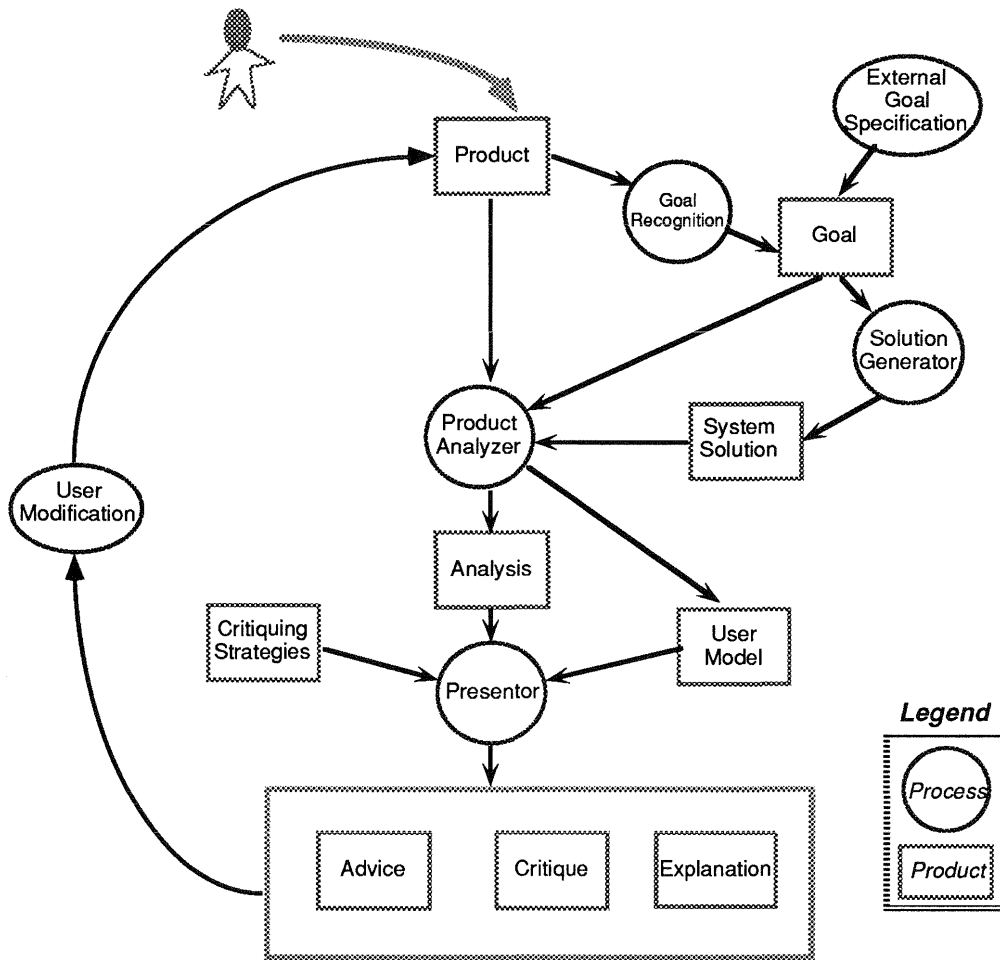 External
Goal
Specification
Product
Goal
Recognition
Goal
Solution
Generator
Product
Analyzer
System
Solution
User
Modification
Analysis
Critiquing
Strategies
User
Model
Presentor
Legend
Process
Product
Advice
Critique
Explanation